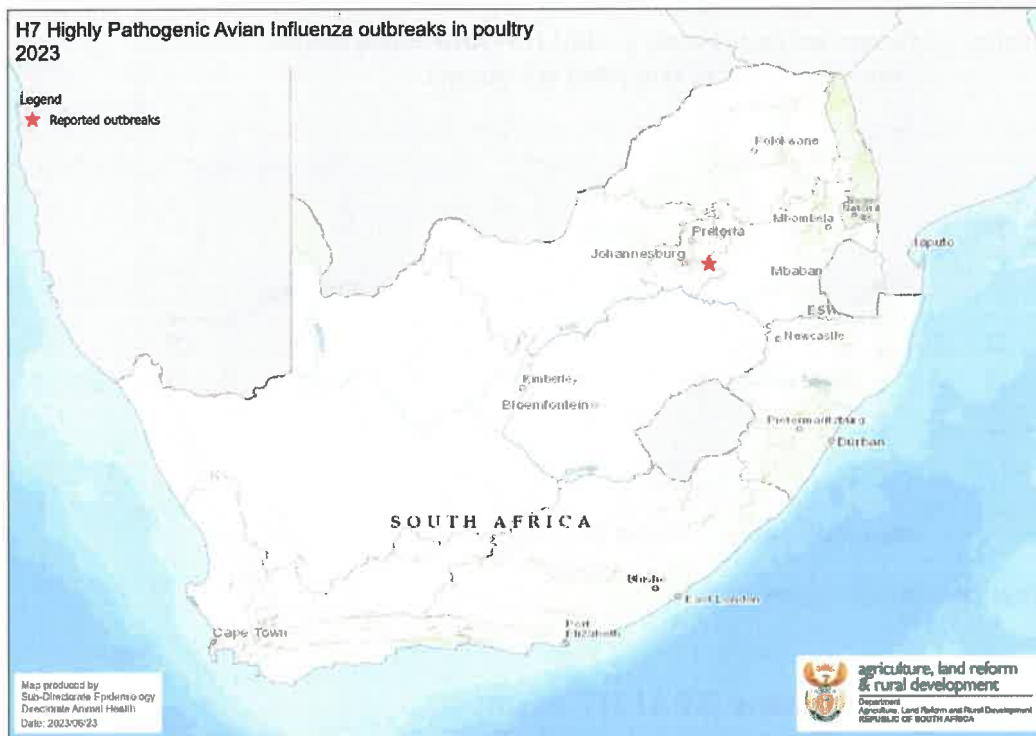 H7 Highly Pathogenic Avian Influenza outbreaks in poultry
2023
Legend
Reported outbreaks
Polokwane
Mbombela
Pretoria
Johannesburg
Maputo
Mbaban
ESW
Newcastle
Kimberley
Bloemfontein
Pietermaritzburg
Durban
SOUTH AFRICA
Bhisho
East London
Port
Elizabeth
Cape Town
Map produced by
Sub-Directorate Epidemiology
Directorate Animal Health
Date: 2023/06/23
agriculture, land reform
& rural development
Department
Agriculture, Land Reform and Rural Development
REPUBLIC OF SOUTH AFRICA